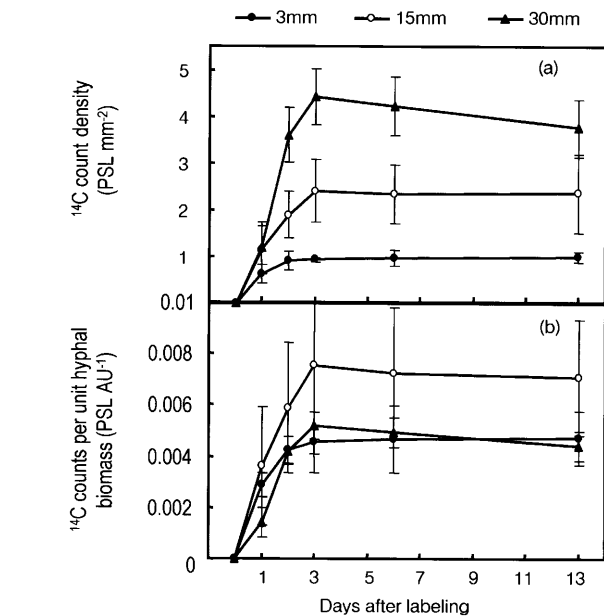 3mm 15mm 30mm
(a)
5
4
3
2
1
0.01
¹⁴C count density
(PSL mm⁻²)
(b)
0.008
0.006
0.004
0.002
0
¹⁴C counts per unit hyphal
biomass (PSL AU⁻¹)
1 3 5 7 9 11 13
Days after labeling